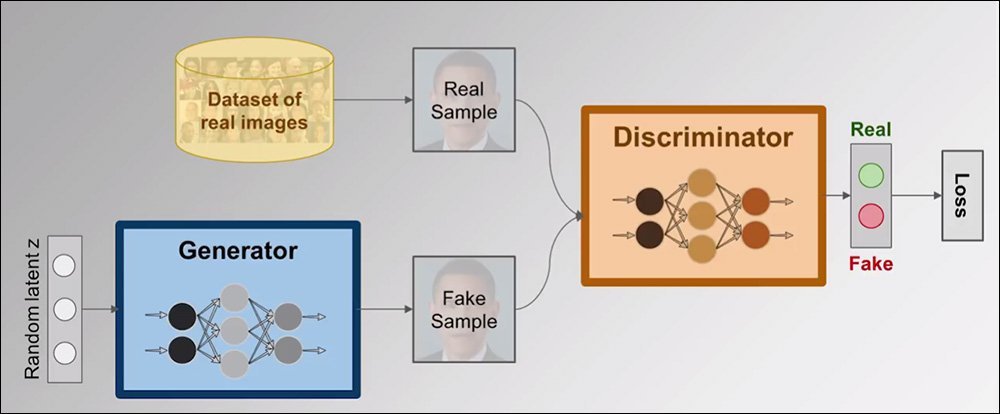 Dataset of
real images
Real
Sample
Discriminator
Real
Fake
Loss
Random latent z
Generator
Fake
Sample